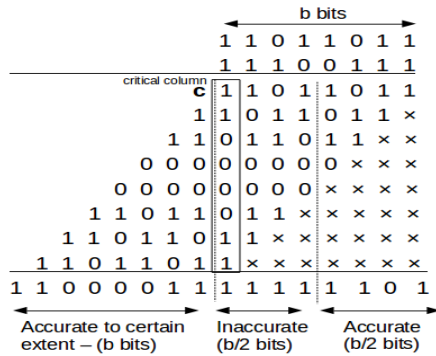 b bits
1 1 0 1 1 0 1 1
1 1 1 0 0 1 1 1
critical column
c 1 1 0 1 1 0 1 1
1 1 0 1 1 0 1 1 ×
1 1 0 1 1 0 1 1 × ×
0 0 0 0 0 0 0 0 × × ×
0 0 0 0 0 0 0 0 × × × ×
1 1 0 1 1 0 1 1 × × × × ×
1 1 0 1 1 0 1 1 × × × × × ×
1 1 0 1 1 0 1 1 × × × × × × ×
1 1 0 0 0 0 1 1 1 1 1 1 1 1 0 1
Accurate to certain extent – (b bits)
Inaccurate (b/2 bits)
Accurate (b/2 bits)